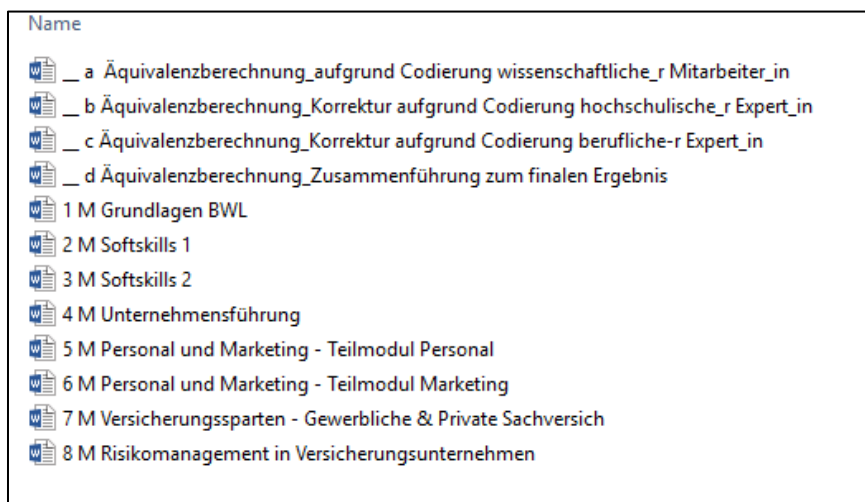 Name
__ a Äquivalenzberechnung_aufgrund Codierung wissenschaftliche_r Mitarbeiter_in
__ b Äquivalenzberechnung_Korrektur aufgrund Codierung hochschulische_r Expert_in
__ c Äquivalenzberechnung_Korrektur aufgrund Codierung berufliche-r Expert_in
__ d Äquivalenzberechnung_Zusammenführung zum finalen Ergebnis
1 M Grundlagen BWL
2 M Softskills 1
3 M Softskills 2
4 M Unternehmensführung
5 M Personal und Marketing - Teilmodul Personal
6 M Personal und Marketing - Teilmodul Marketing
7 M Versicherungssparten - Gewerbliche & Private Sachversich
8 M Risikomanagement in Versicherungsunternehmen